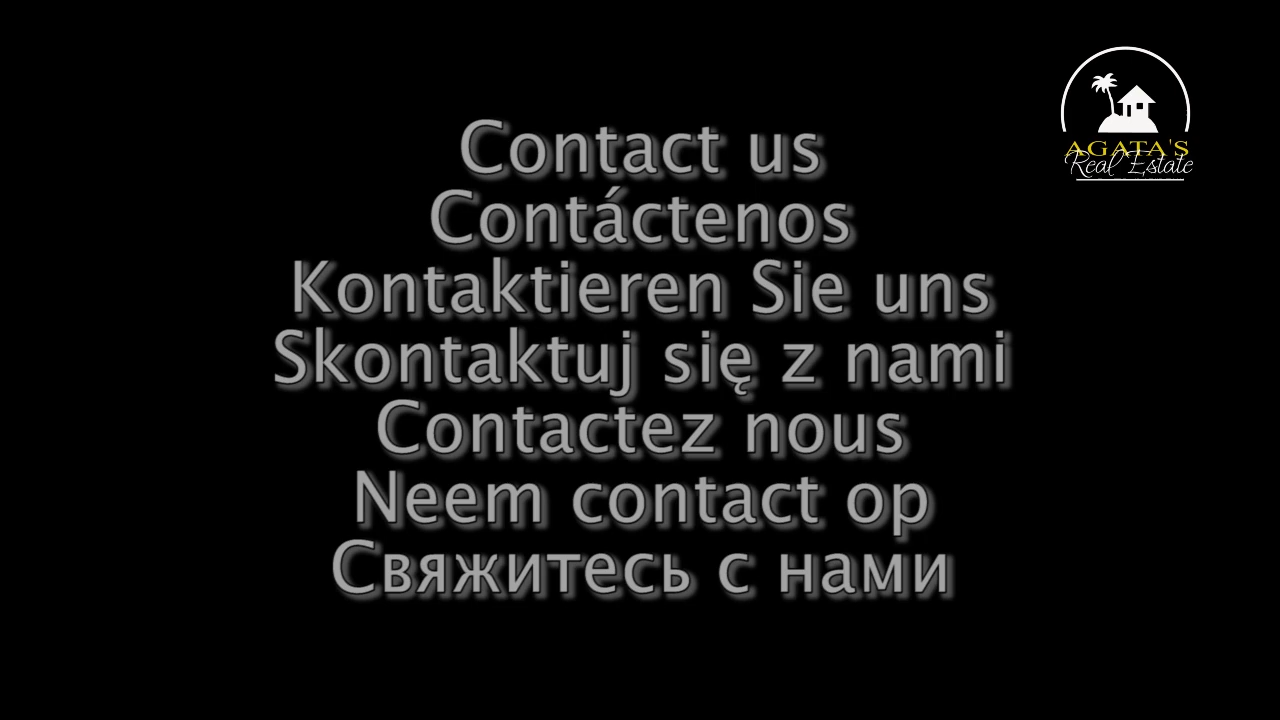 AGATA'S
Real Estate
Contact us
Contáctenos
Kontaktieren Sie uns
Skontaktuj się z nami
Contactez nous
Neem contact op
Свяжитесь с нами